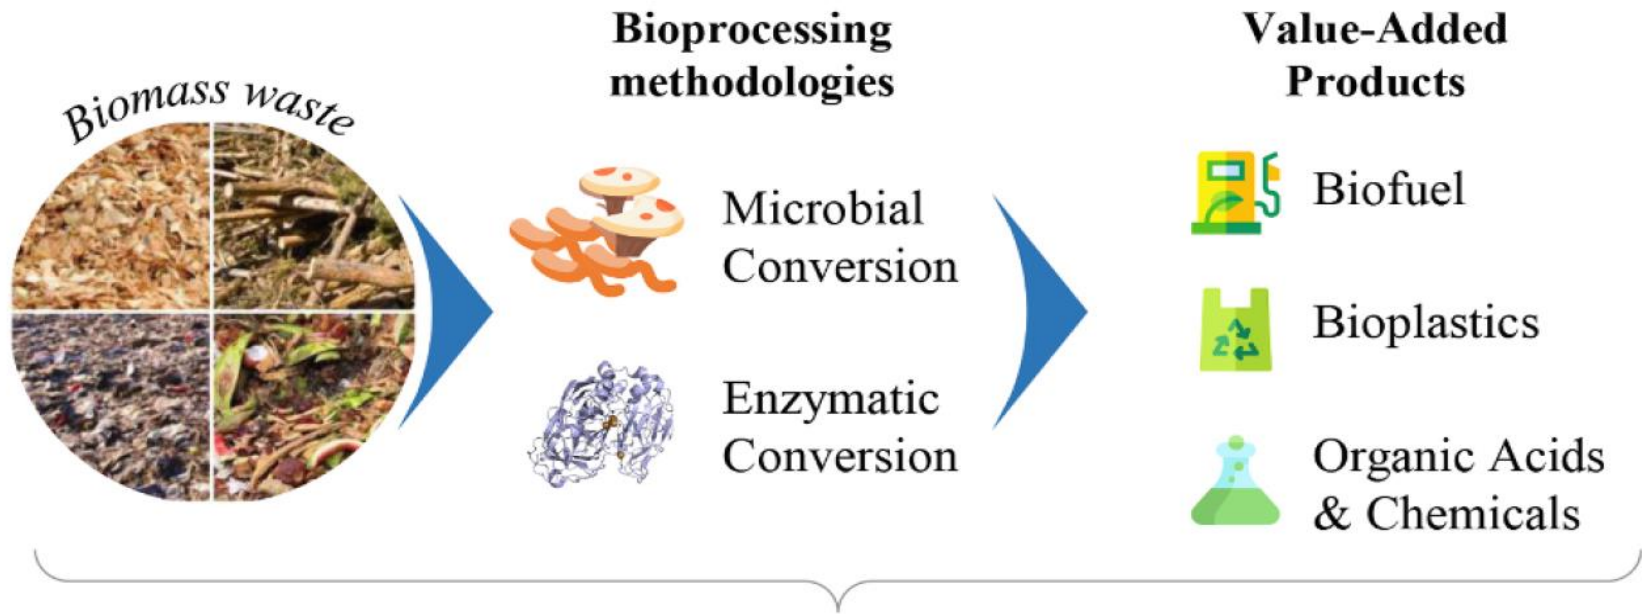 Biomass waste
Bioprocessing
methodologies
Microbial
Conversion
Enzymatic
Conversion
Value-Added
Products
Biofuel
Bioplastics
Organic Acids
& Chemicals